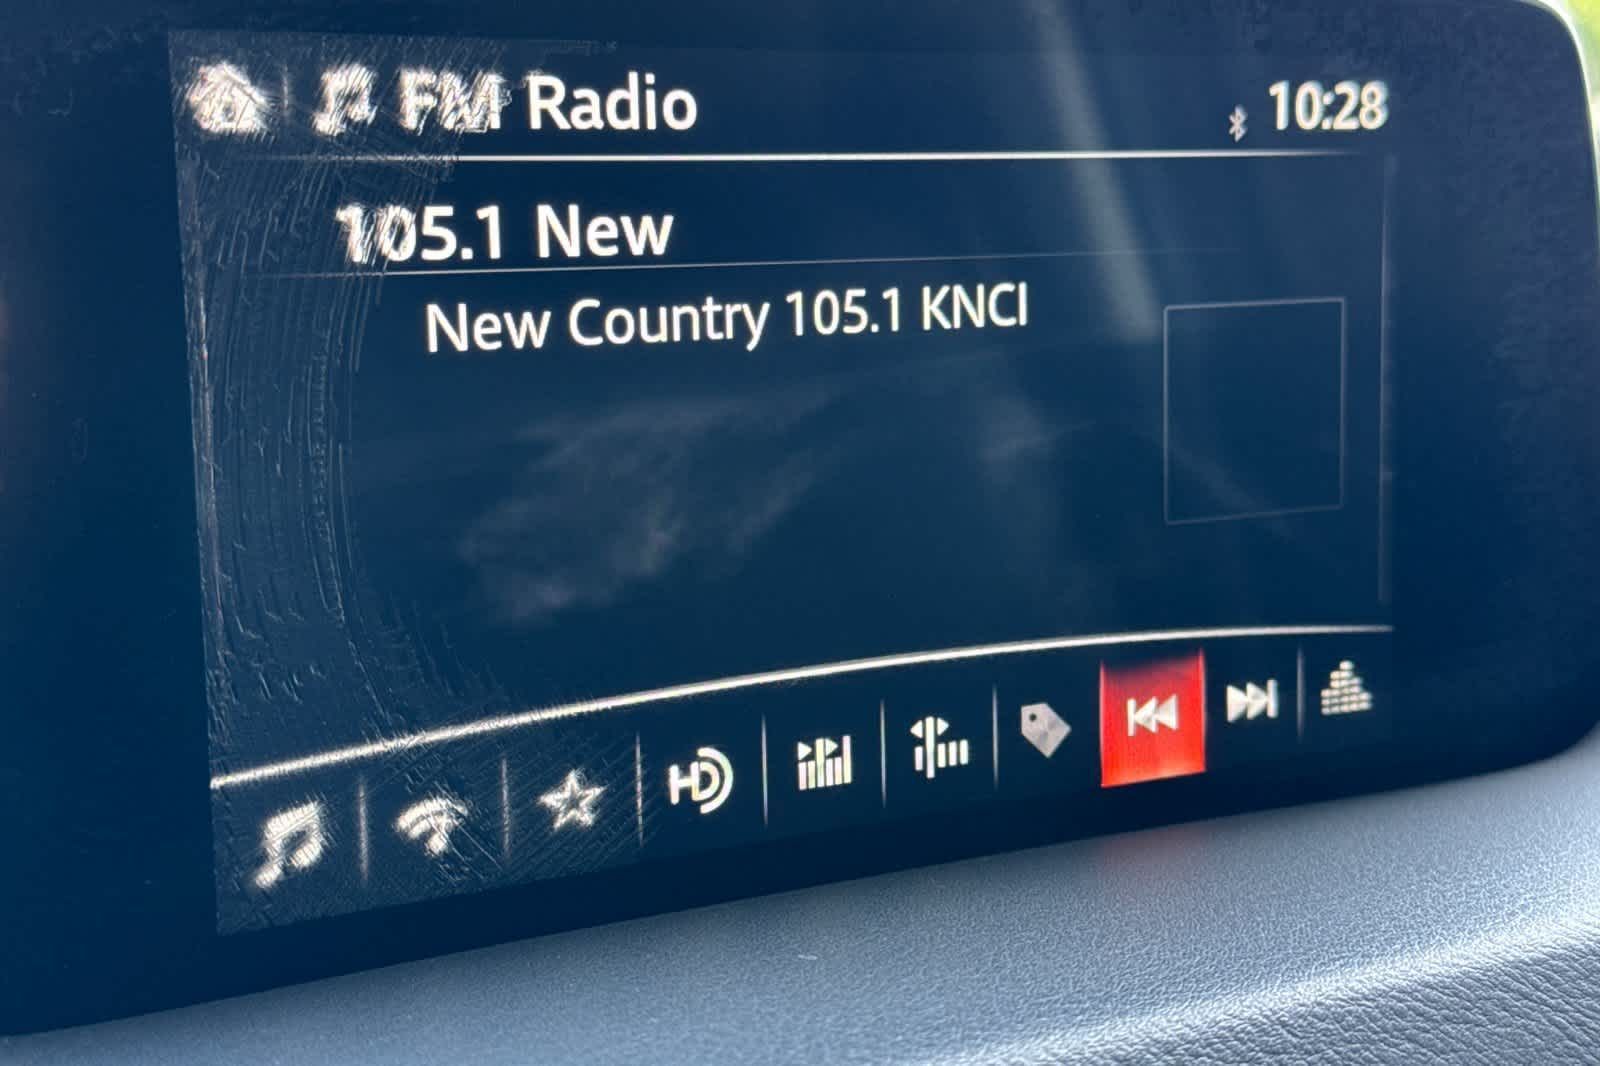 FM Radio
10:28
105.1 New
New Country 105.1 KNCI
HD